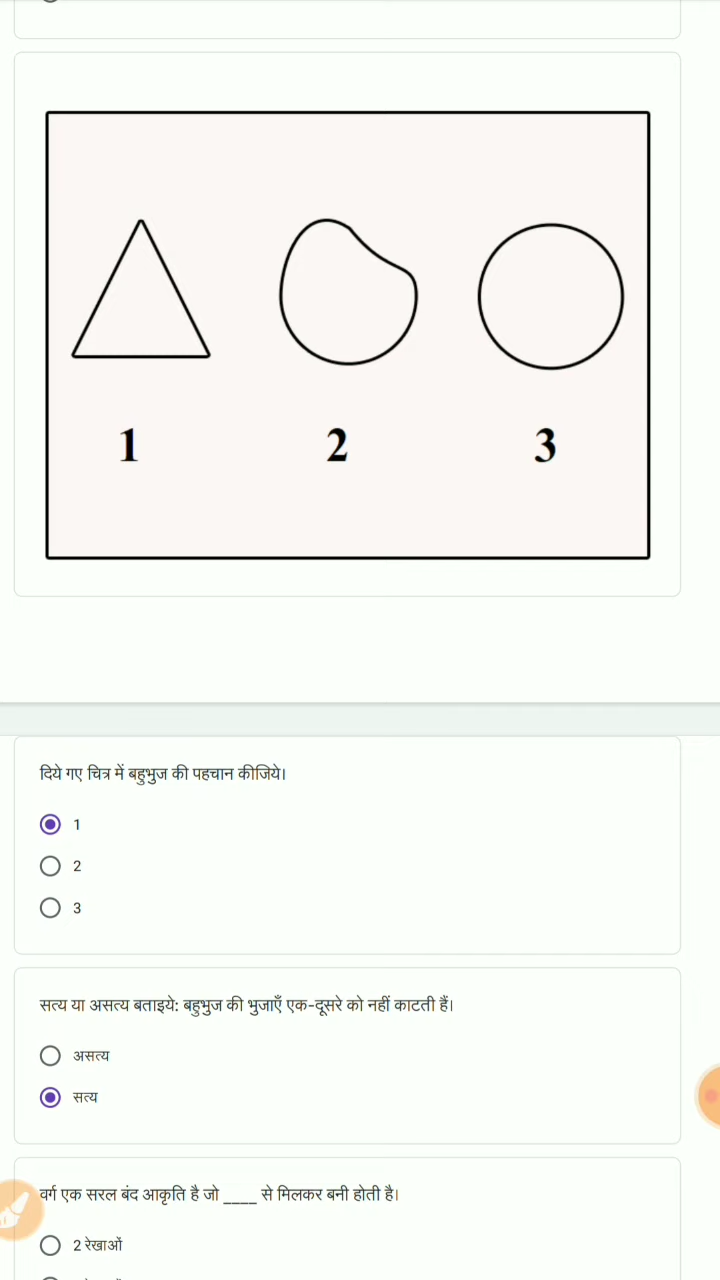 1 2 3
दिये गए चित्र में बहुभुज की पहचान कीजिये।
1
2
3
सत्य या असत्य बताइये: बहुभुज की भुजाएँ एक-दूसरे को नहीं काटती हैं।
असत्य
सत्य
वर्ग एक सरल बंद आकृति है जो ____ से मिलकर बनी होती है।
2 रेखाओं